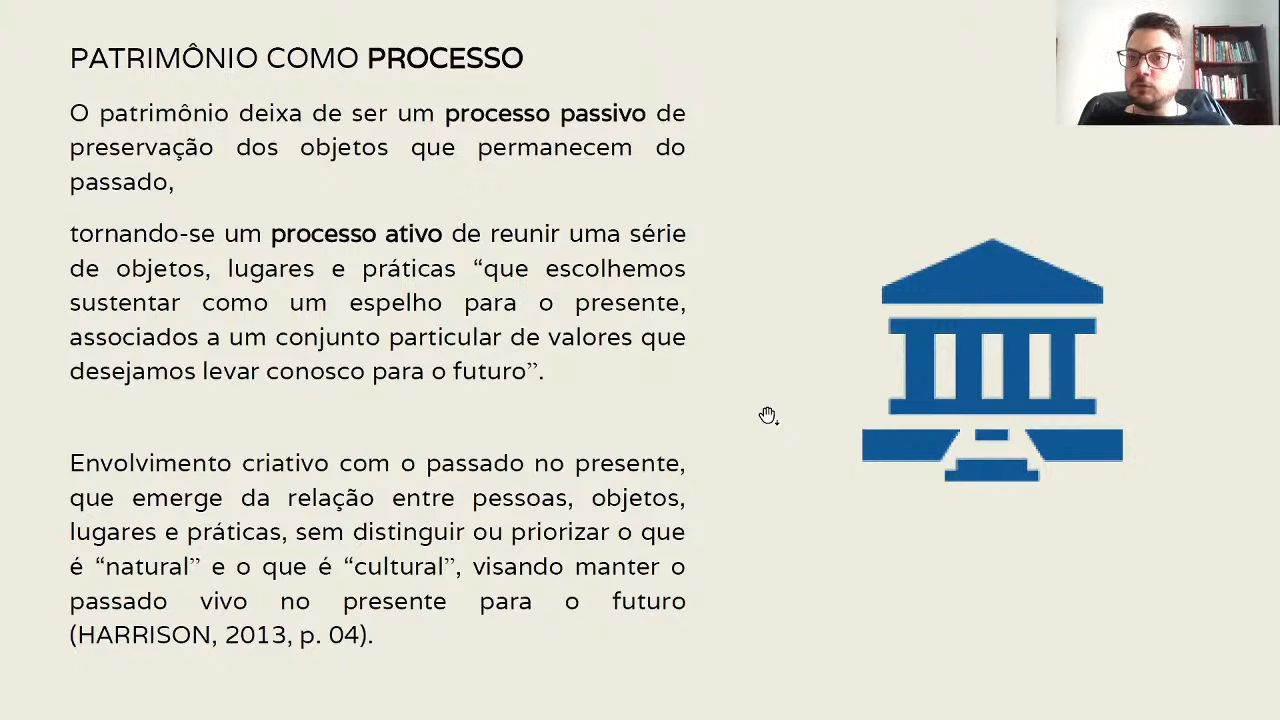 PATRIMÔNIO COMO PROCESSO
O patrimônio deixa de ser um processo passivo de
preservação dos objetos que permanecem do
passado,
tornando-se um processo ativo de reunir uma série
de objetos, lugares e práticas “que escolhemos
sustentar como um espelho para o presente,
associados a um conjunto particular de valores que
desejamos levar conosco para o futuro”.
Envolvimento criativo com o passado no presente,
que emerge da relação entre pessoas, objetos,
lugares e práticas, sem distinguir ou priorizar o que
é “natural” e o que é “cultural”, visando manter o
passado vivo no presente para o futuro
(HARRISON, 2013, p. 04).